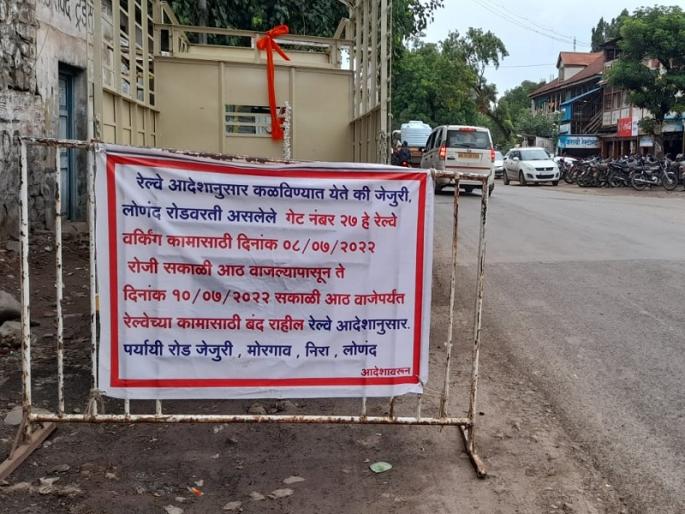 रेल्वे आदेशानुसार कळविण्यात येते की जेजुरी,
लोणंद रोडवरती असलेले गेट नंबर २७ हे रेल्वे
वर्किंग कामासाठी दिनांक ०८/०७/२०२२
रोजी सकाळी आठ वाजल्यापासून ते
दिनांक १०/०७/२०२२ सकाळी आठ वाजेपर्यंत
रेल्वेच्या कामासाठी बंद राहील रेल्वे आदेशानुसार.
पर्यायी रोड जेजुरी , मोरगाव , निरा , लोणंद
आदेशावरून